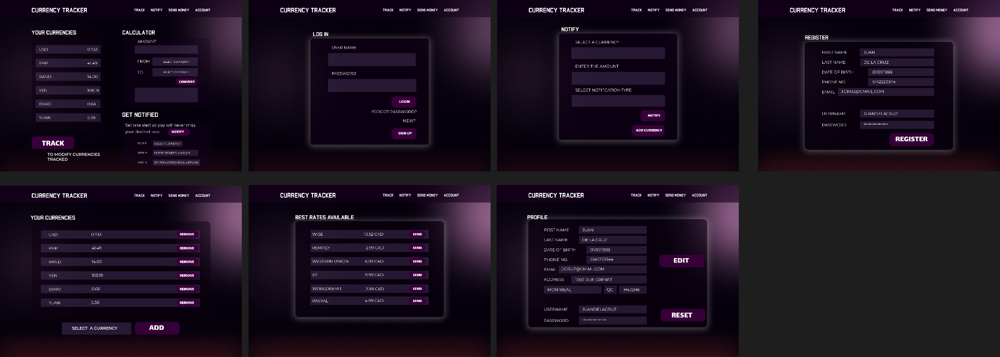 CURRENCY TRACKER
TRACK NOTIFY SEND MONEY ACCOUNT
YOUR CURRENCIES
USD 0.733
PHP 41.49
RAND 14.00
YEN 108.19
EURO 0.68
YUAN 5.38
TRACK
TO MODIFY CURRENCIES
TRACKED
CALCULATOR
AMOUNT
FROM SELECT CURRENCY
TO SELECT CURRENCY
CONVERT
GET NOTIFIED
Set rate alert so you will never miss
your desired rate. NOTIFY
STEP 1: SELECT CURRENCY
STEP 2: ENTER DESIRED AMOUNT
STEP 3: SELECT NOTIFICATION METHOD
CURRENCY TRACKER
TRACK NOTIFY SEND MONEY ACCOUNT
LOG IN
USER NAME
PASSWORD
LOGIN
FORGOT PASSWORD?
NEW?
SIGN UP
CURRENCY TRACKER
TRACK NOTIFY SEND MONEY ACCOUNT
NOTIFY
SELECT A CURRENCY
ENTER THE AMOUNT
SELECT NOTIFCATION TYPE
NOTIFY
ADD CURRENCY
CURRENCY TRACKER
TRACK NOTIFY SEND MONEY ACCOUNT
REGISTER
FIRST NAME JUAN
LAST NAME DE LA CRUZ
DATE OF BIRTH 01/01/1999
PHONE NO. 5142223344
EMAIL J.CRUZ@GMAIL.COM
USERNAME JUANDELACRUZ
PASSWORD ***************
REGISTER
CURRENCY TRACKER
TRACK NOTIFY SEND MONEY ACCOUNT
YOUR CURRENCIES
USD 0.733 REMOVE
PHP 41.49 REMOVE
RAND 14.00 REMOVE
YEN 108.19 REMOVE
EURO 0.68 REMOVE
YUAN 5.38 REMOVE
SELECT A CURRENCY ADD
CURRENCY TRACKER
TRACK NOTIFY SEND MONEY ACCOUNT
BEST RATES AVAILABLE
WISE 10.52 CAD SEND
REMITLY 2.99 CAD SEND
WESTERN UNION 6.99 CAD SEND
XE 9.99 CAD SEND
WORLDREMIT 2.99 CAD SEND
PAYPAL 4.99 CAD SEND
CURRENCY TRACKER
TRACK NOTIFY SEND MONEY ACCOUNT
PROFILE
FIRST NAME JUAN
LAST NAME DE LA CRUZ
DATE OF BIRTH 01/01/1999
PHONE NO. 5142223344
EMAIL J.CRUZ@GMAIL.COM
ADDRESS 1000 RUE GRENET
MONTREAL QC H4J2H8
USERNAME JUANDELACRUZ
PASSWORD ***************
EDIT
RESET